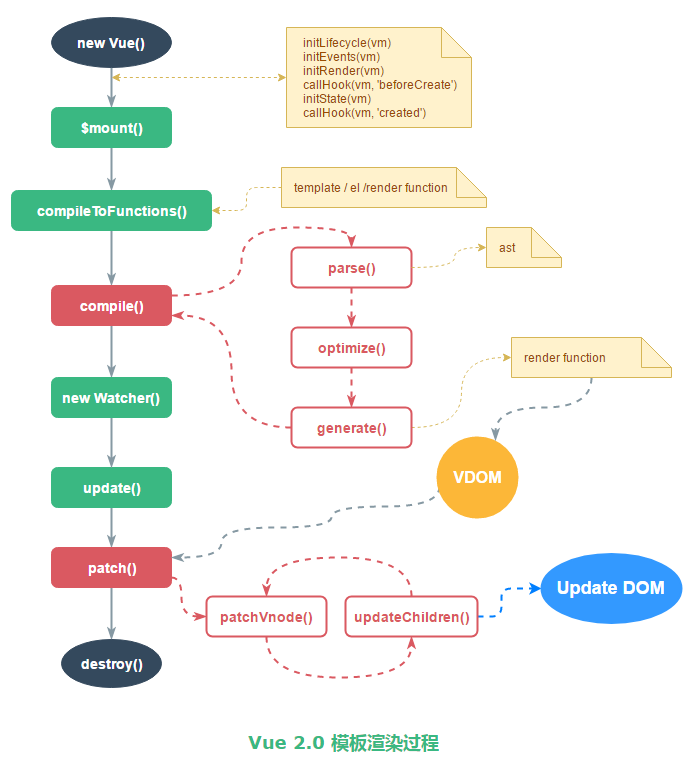 new Vue()
initLifecycle(vm)
initEvents(vm)
initRender(vm)
callHook(vm, 'beforeCreate')
initState(vm)
callHook(vm, 'created')
$mount()
template / el /render function
compileToFunctions()
ast
parse()
compile()
optimize()
render function
new Watcher()
generate()
VDOM
update()
patch()
Update DOM
patchVnode()
updateChildren()
destroy()
Vue 2.0 模板渲染过程